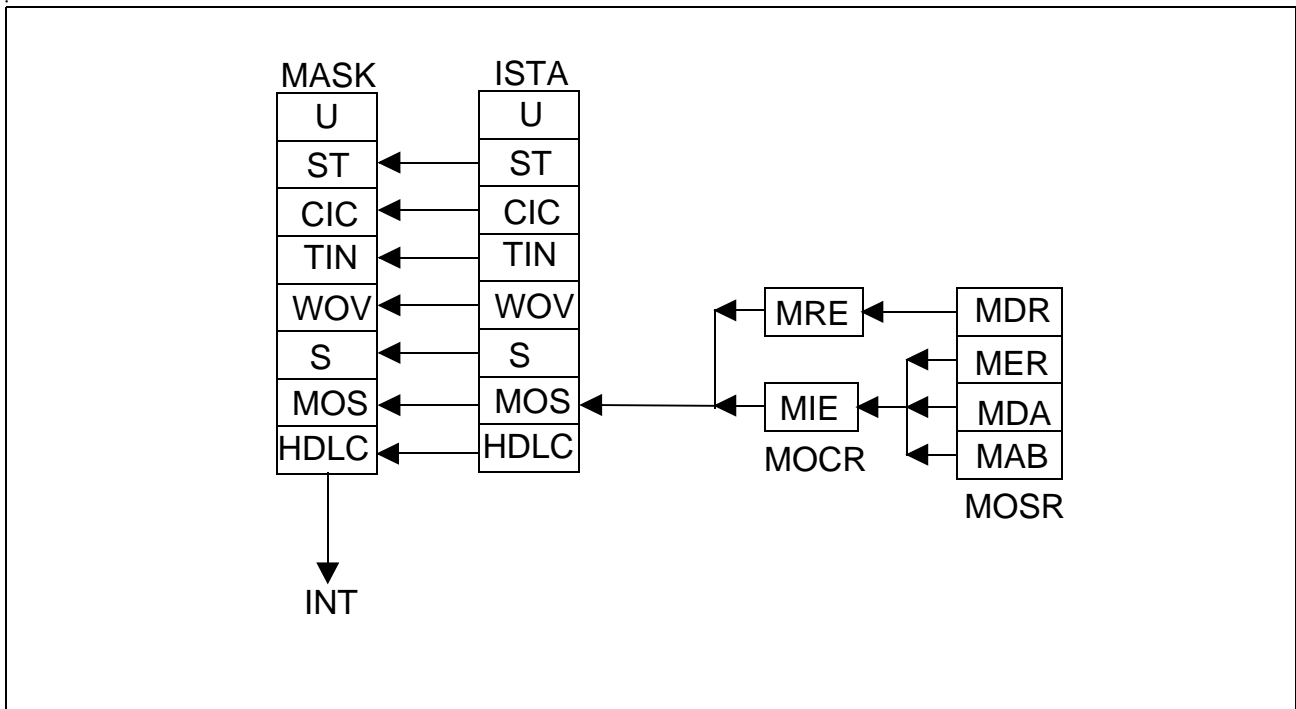 MASK
U
ST
CIC
TIN
WOV
S
MOS
HDLC
INT
ISTA
U
ST
CIC
TIN
WOV
S
MOS
HDLC
MRE
MIE
MOCR
MDR
MER
MDA
MAB
MOSR